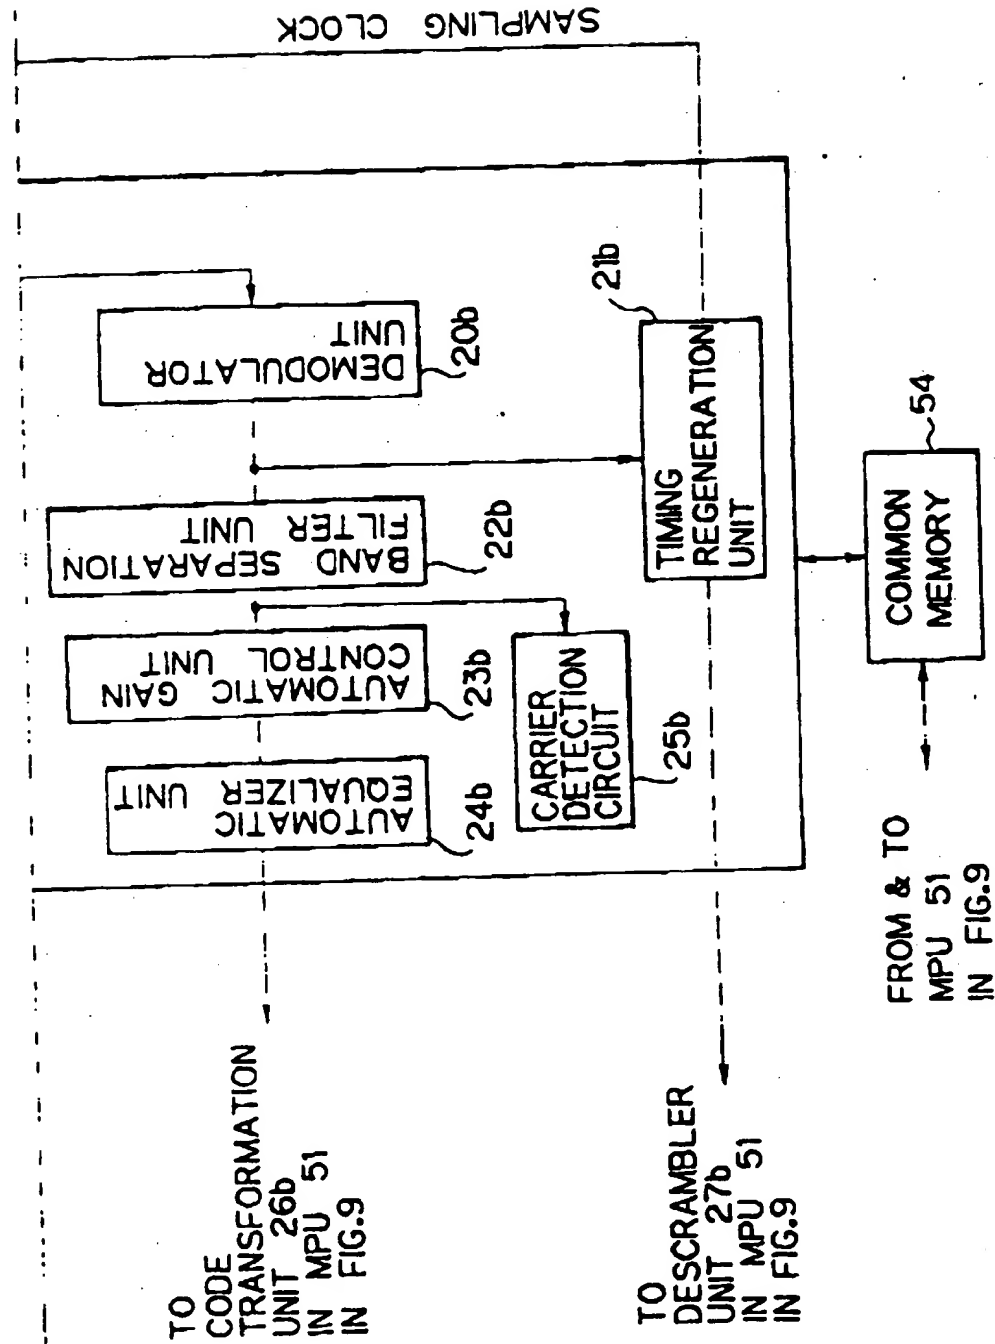 SAMPLING CLOCK
DEMODULATOR
UNIT
20b
21b
BAND SEPARATION
FILTER UNIT
22b
TIMING
REGENERATION
UNIT
AUTOMATIC GAIN
CONTROL UNIT
23b
CARRIER
DETECTION
CIRCUIT
25b
AUTOMATIC
EQUALIZER
UNIT
24b
COMMON
MEMORY
54
TO
CODE
TRANSFORMATION
UNIT 26b
IN MPU 51
IN FIG.9
TO
DESCRAMBLER
UNIT 27b
IN MPU 51
IN FIG.9
FROM & TO
MPU 51
IN FIG.9